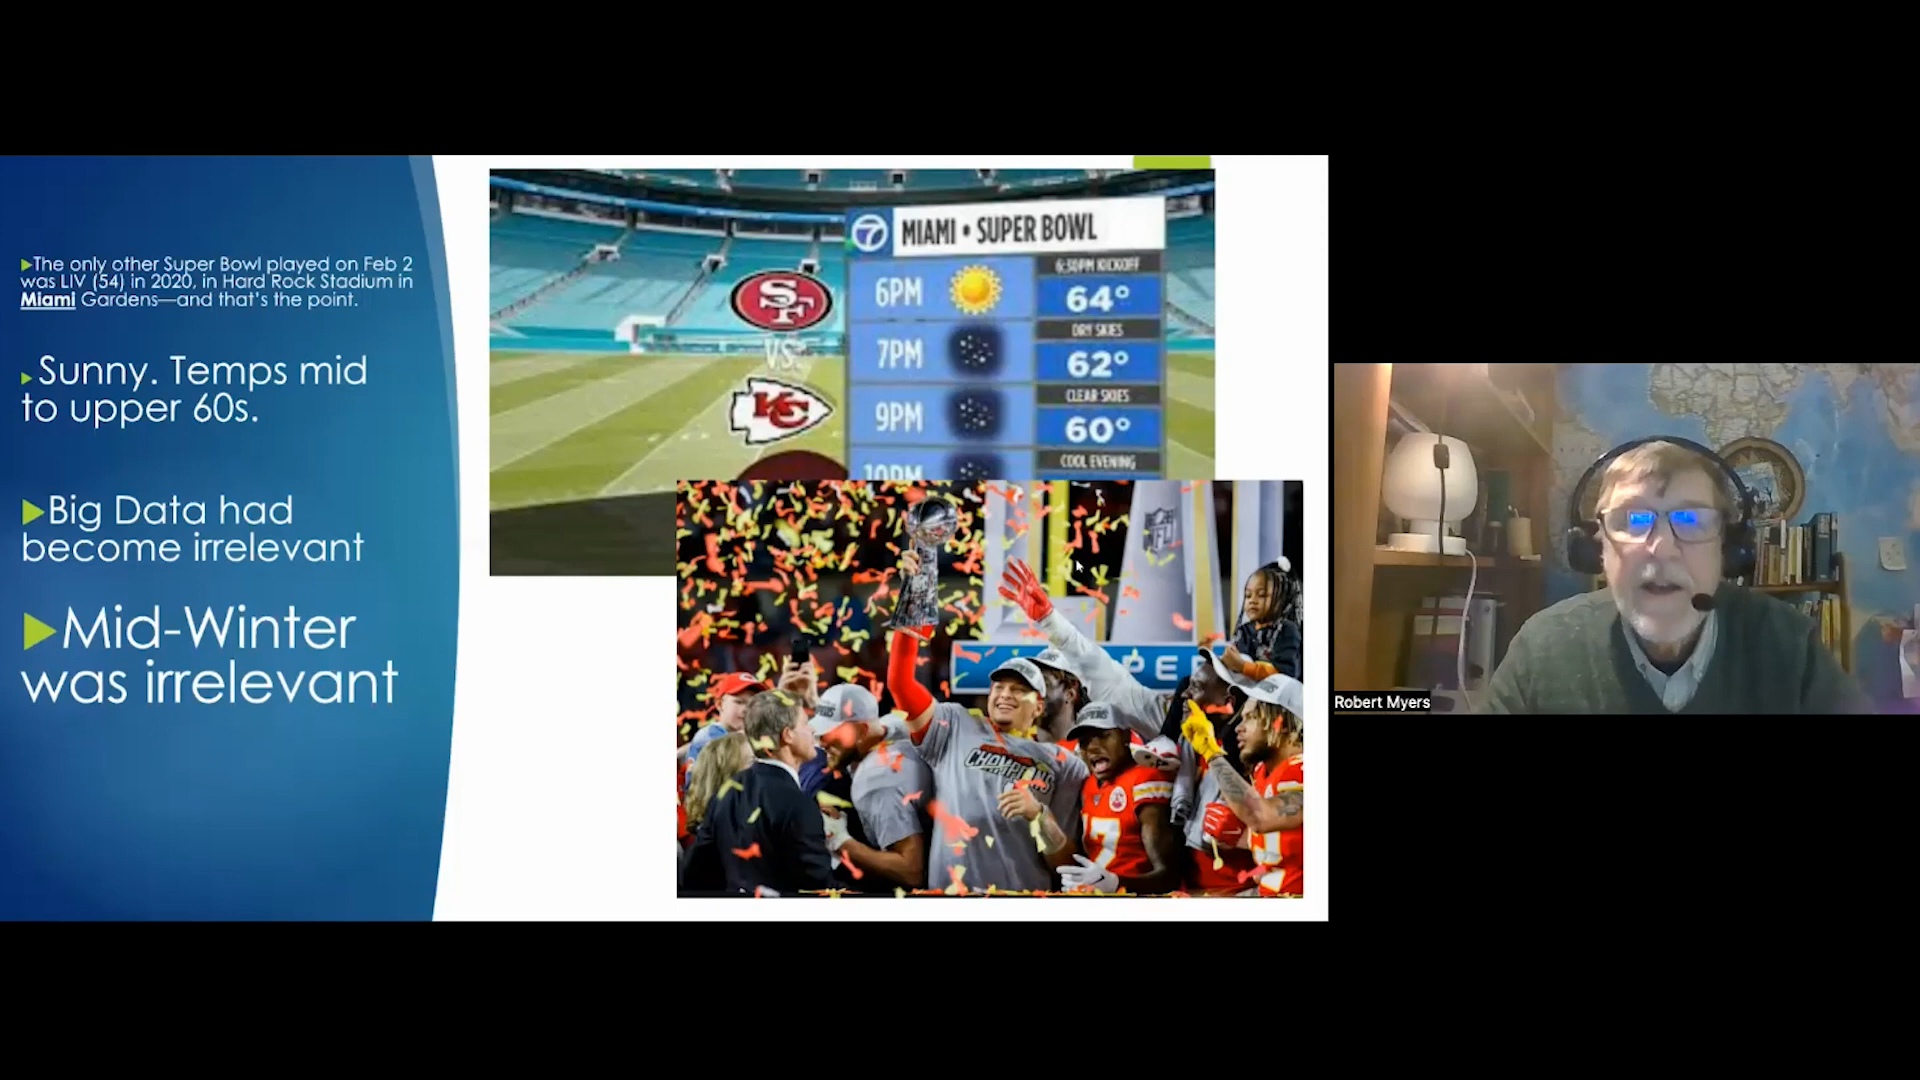 ►The only other Super Bowl played on Feb 2
was LIV (54) in 2020, in Hard Rock Stadium in
Miami Gardens—and that's the point.
►Sunny. Temps mid
to upper 60s.
►Big Data had
become irrelevant
►Mid-Winter
was irrelevant
7 MIAMI • SUPER BOWL
SF
VS.
KC
6:30PM KICKOFF
6PM 64°
DRY SKIES
7PM 62°
CLEAR SKIES
9PM 60°
COOL EVENING
10PM
NFL
CHAMPIONS
KC
17
Robert Myers